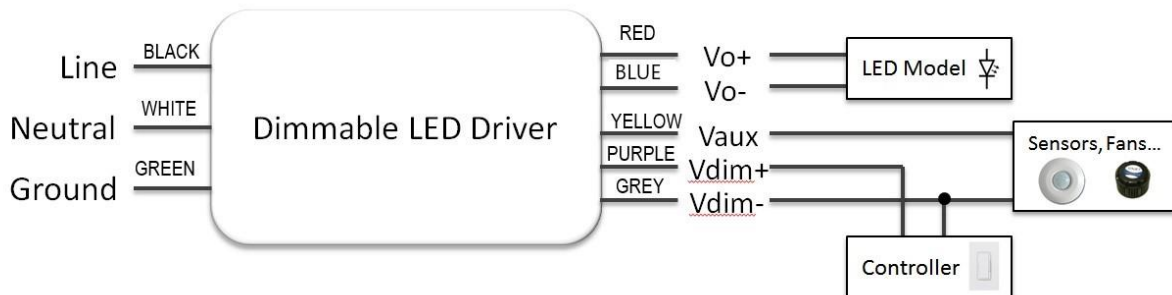 Line
BLACK
Neutral
WHITE
Ground
GREEN
Dimmable LED Driver
RED
Vo+
BLUE
Vo-
YELLOW
Vaux
PURPLE
Vdim+
GREY
Vdim-
LED Model
Sensors, Fans...
Controller